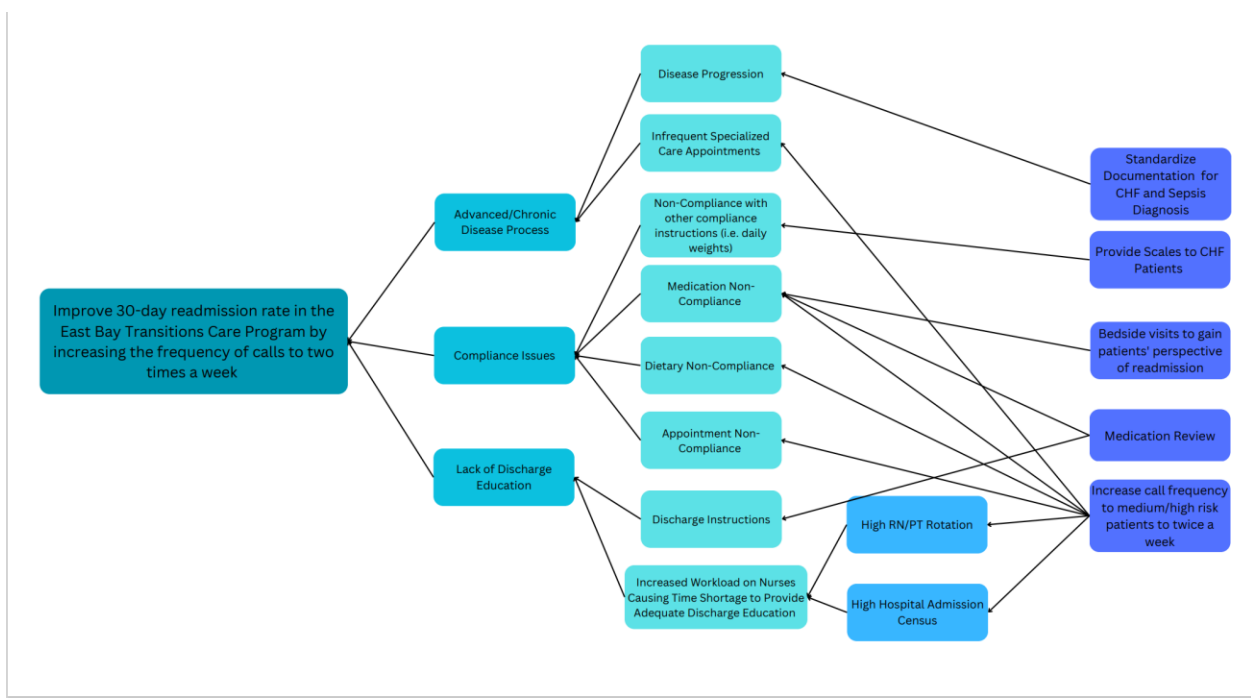 Improve 30-day readmission rate in the
East Bay Transitions Care Program by
increasing the frequency of calls to two
times a week
Advanced/Chronic
Disease Process
Compliance Issues
Lack of Discharge
Education
Disease Progression
Infrequent Specialized
Care Appointments
Non-Compliance with
other compliance
instructions (i.e. daily
weights)
Medication Non-
Compliance
Dietary Non-Compliance
Appointment Non-
Compliance
Discharge Instructions
Increased Workload on Nurses
Causing Time Shortage to Provide
Adequate Discharge Education
High RN/PT Rotation
High Hospital Admission
Census
Standardize
Documentation for
CHF and Sepsis
Diagnosis
Provide Scales to CHF
Patients
Bedside visits to gain
patients' perspective
of readmission
Medication Review
Increase call frequency
to medium/high risk
patients to twice a
week